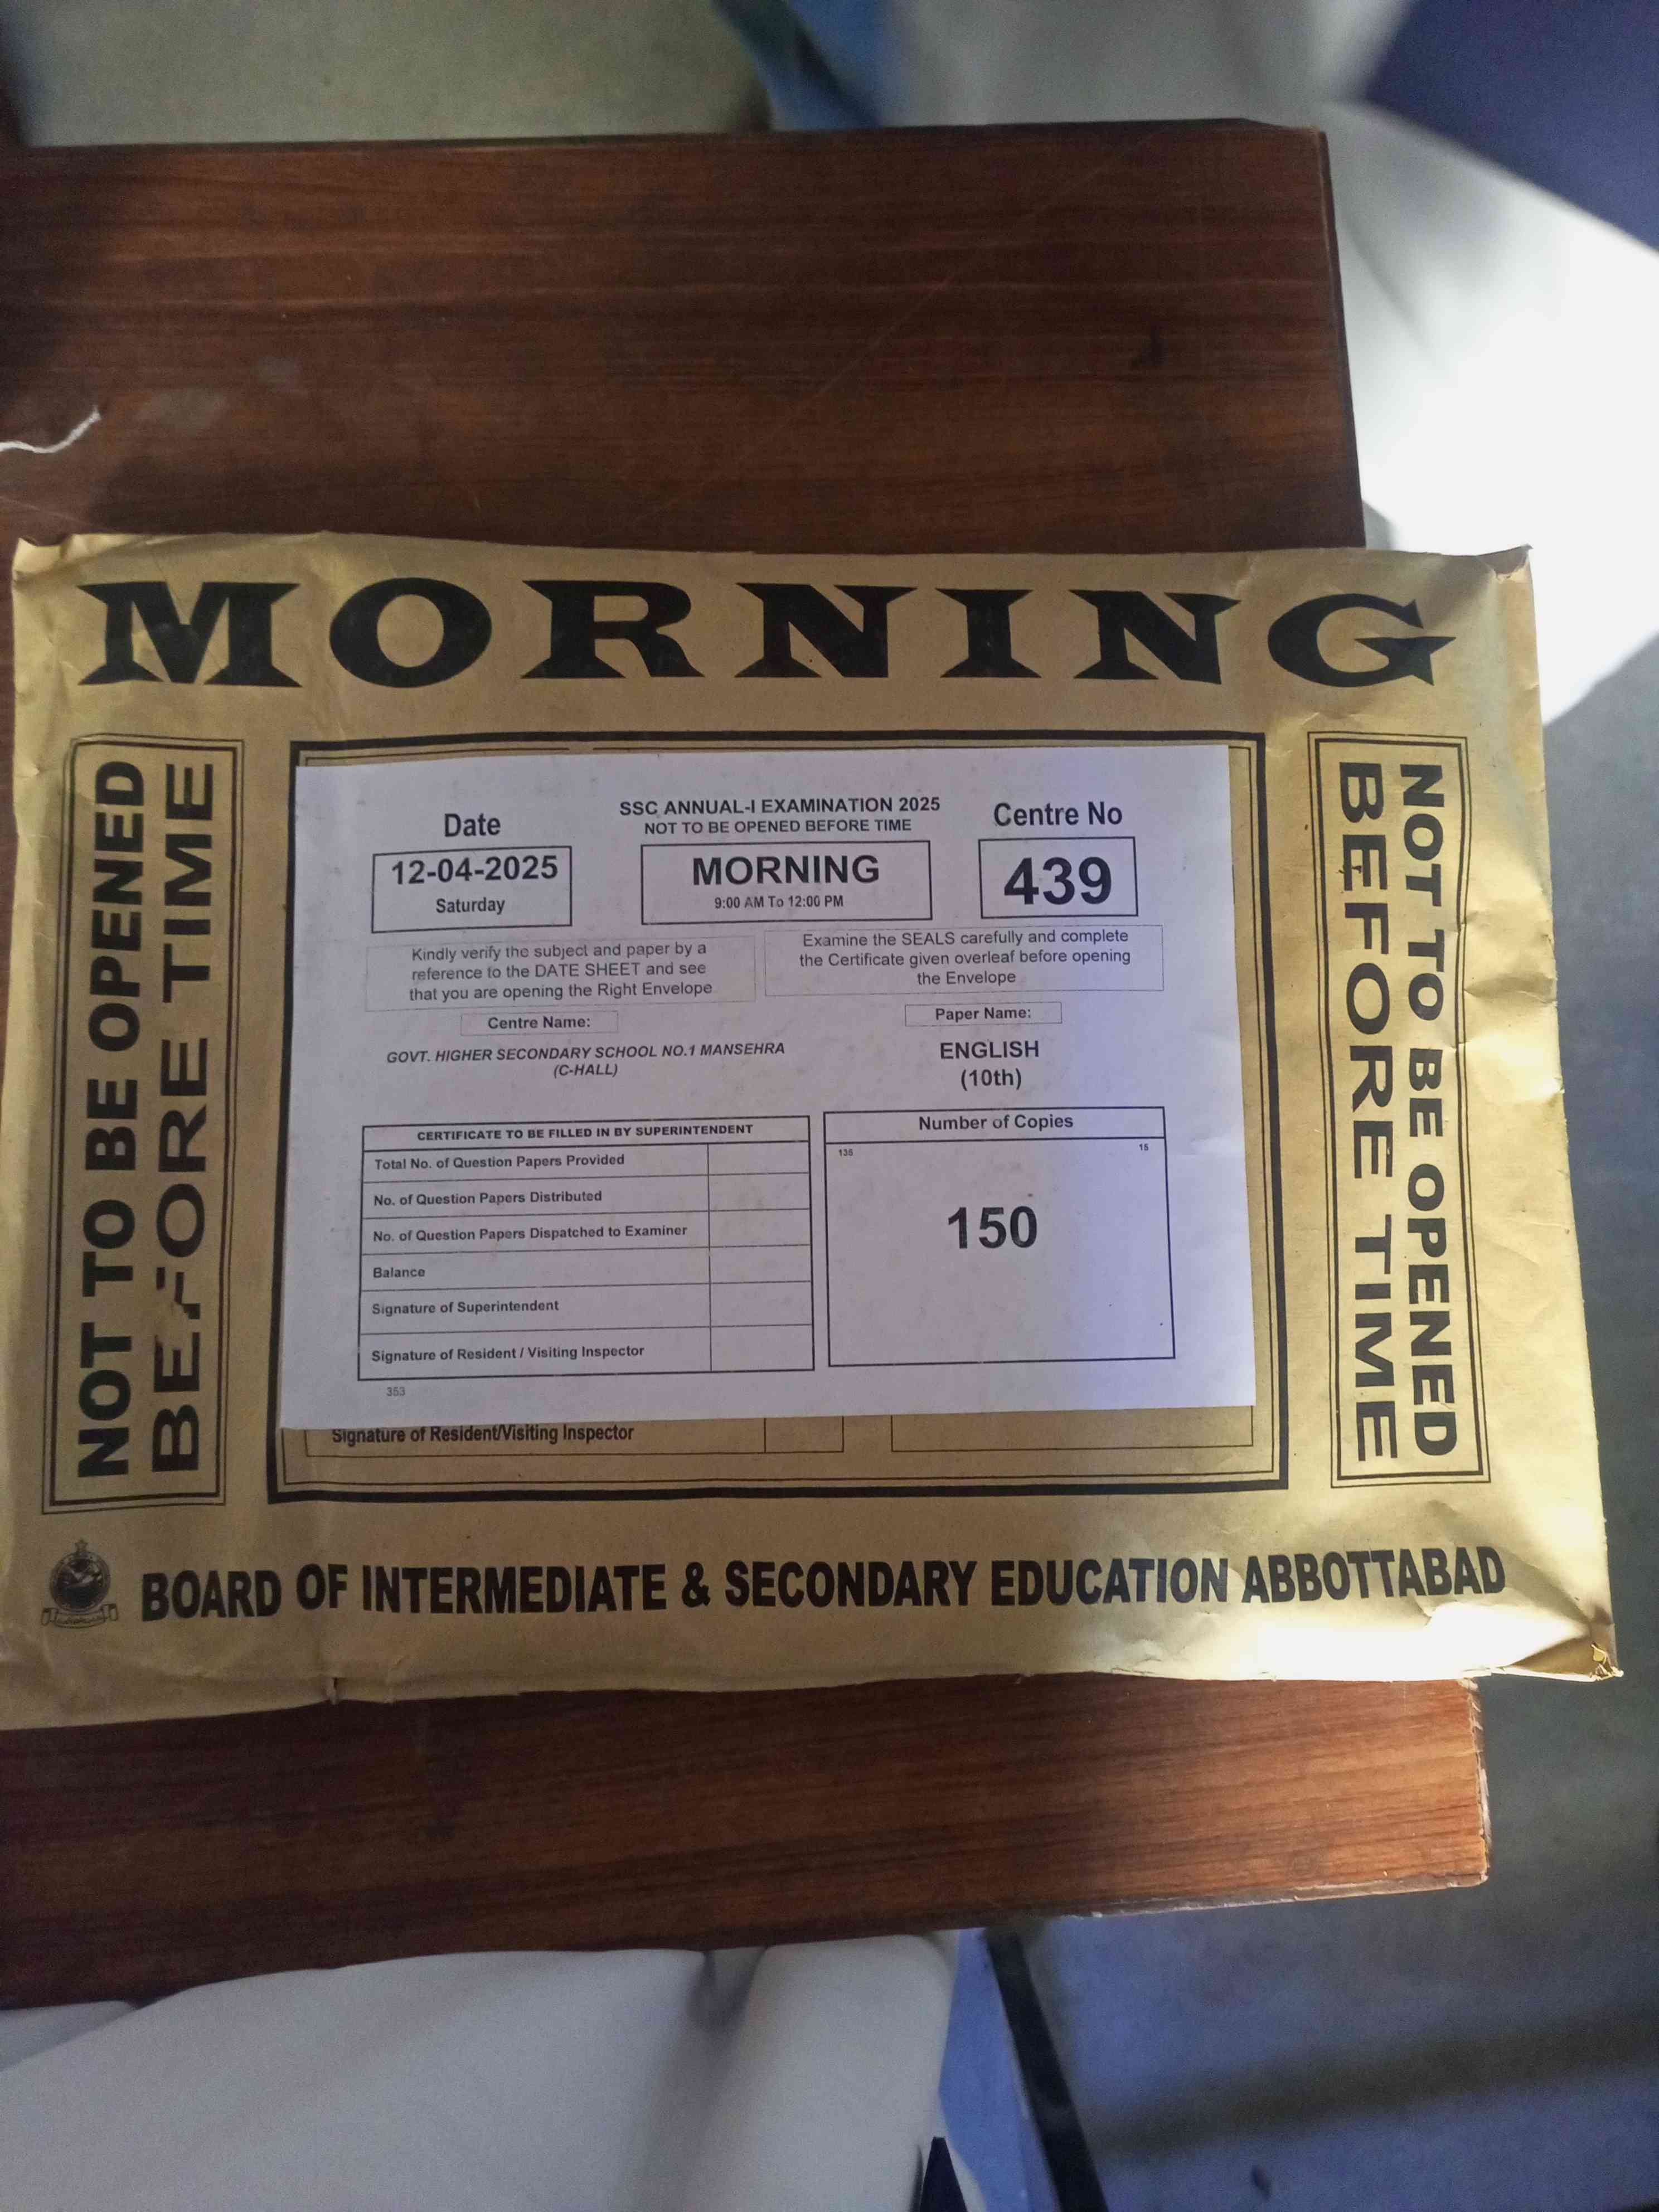 MORNING
NOT TO BE OPENED
BEFORE TIME
Date
12-04-2025
Saturday
SSC ANNUAL-I EXAMINATION 2025
NOT TO BE OPENED BEFORE TIME
MORNING
9:00 AM To 12:00 PM
Centre No
439
Kindly verify the subject and paper by a
reference to the DATE SHEET and see
that you are opening the Right Envelope
Examine the SEALS carefully and complete
the Certificate given overleaf before opening
the Envelope
Centre Name:
GOVT. HIGHER SECONDARY SCHOOL NO.1 MANSEHRA
(C-HALL)
Paper Name:
ENGLISH
(10th)
CERTIFICATE TO BE FILLED IN BY SUPERINTENDENT
Total No. of Question Papers Provided
No. of Question Papers Distributed
No. of Question Papers Dispatched to Examiner
Balance
Signature of Superintendent
Signature of Resident / Visiting Inspector
Number of Copies
135 15
150
353
Signature of Resident/Visiting Inspector
NOT TO BE OPENED
BEFORE TIME
BOARD OF INTERMEDIATE & SECONDARY EDUCATION ABBOTTABAD